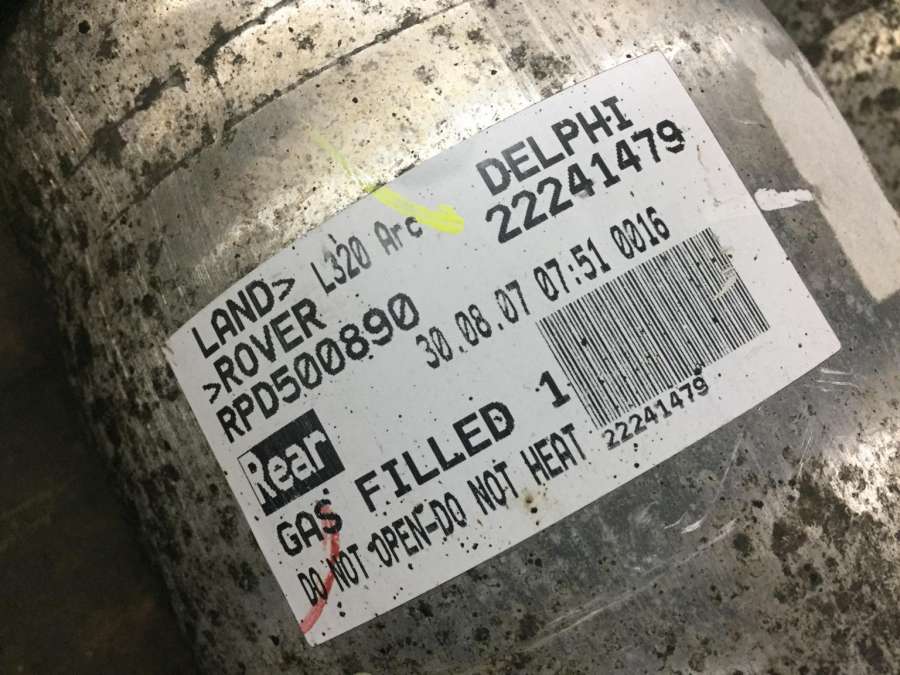 LAND> L320 Arc
>ROVER
RPD500890
DELPHI
22241479
30.08.07 07:51 0016
Rear
GAS FILLED 1
22241479
DO NOT OPEN-DO NOT HEAT